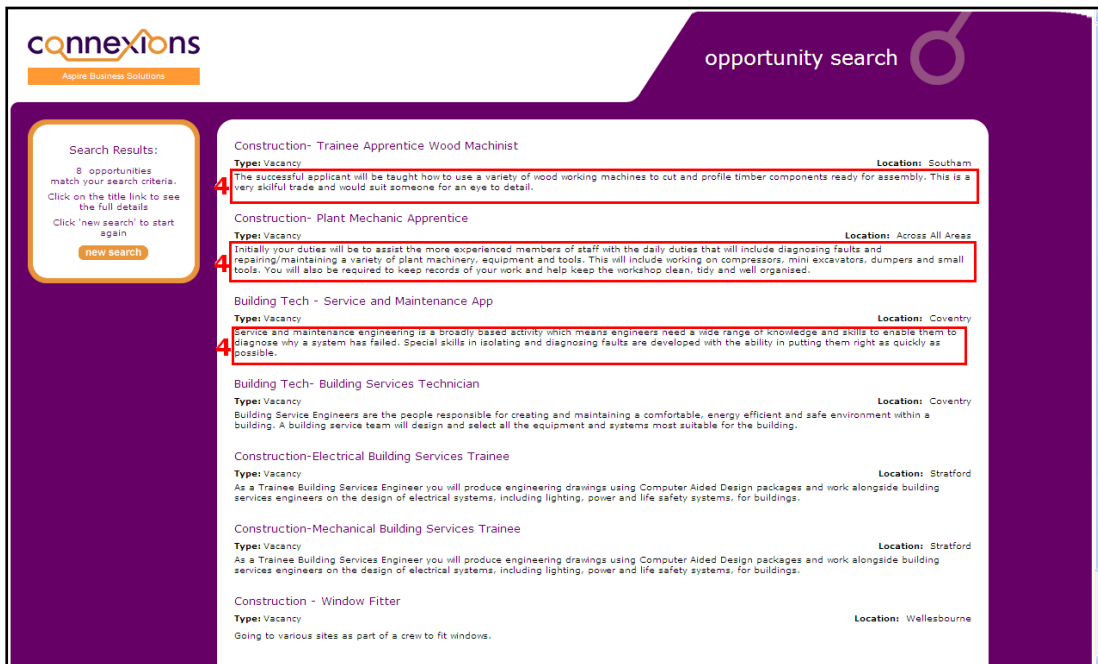 connexions
Aspire Business Solutions
opportunity search
Search Results:
8 opportunities
match your search criteria.
Click on the title link to see
the full details
Click 'new search' to start
again
new search
Construction- Trainee Apprentice Wood Machinist
Type: Vacancy Location: Southam
4
The successful applicant will be taught how to use a variety of wood working machines to cut and profile timber components ready for assembly. This is a
very skilful trade and would suit someone for an eye to detail.
Construction- Plant Mechanic Apprentice
Type: Vacancy Location: Across All Areas
4
Initially your duties will be to assist the more experienced members of staff with the daily duties that will include diagnosing faults and
repairing/maintaining a variety of plant machinery, equipment and tools. This will include working on compressors, mini excavators, dumpers and small
tools. You will also be required to keep records of your work and help keep the workshop clean, tidy and well organised.
Building Tech - Service and Maintenance App
Type: Vacancy Location: Coventry
4
Service and maintenance engineering is a broadly based activity which means engineers need a wide range of knowledge and skills to enable them to
diagnose why a system has failed. Special skills in isolating and diagnosing faults are developed with the ability in putting them right as quickly as
possible.
Building Tech- Building Services Technician
Type: Vacancy Location: Coventry
Building Service Engineers are the people responsible for creating and maintaining a comfortable, energy efficient and safe environment within a
building. A building service team will design and select all the equipment and systems most suitable for the building.
Construction-Electrical Building Services Trainee
Type: Vacancy Location: Stratford
As a Trainee Building Services Engineer you will produce engineering drawings using Computer Aided Design packages and work alongside building
services engineers on the design of electrical systems, including lighting, power and life safety systems, for buildings.
Construction-Mechanical Building Services Trainee
Type: Vacancy Location: Stratford
As a Trainee Building Services Engineer you will produce engineering drawings using Computer Aided Design packages and work alongside building
services engineers on the design of electrical systems, including lighting, power and life safety systems, for buildings.
Construction - Window Fitter
Type: Vacancy Location: Wellesbourne
Going to various sites as part of a crew to fit windows.